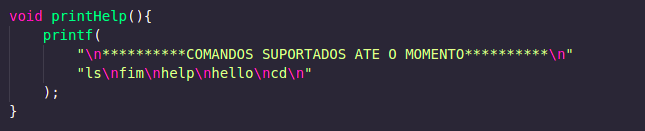 void printHelp(){
printf(
"\n**********COMANDOS SUPORTADOS ATE O MOMENTO**********\n"
"ls\nfim\nhelp\nhello\ncd\n"
);
}